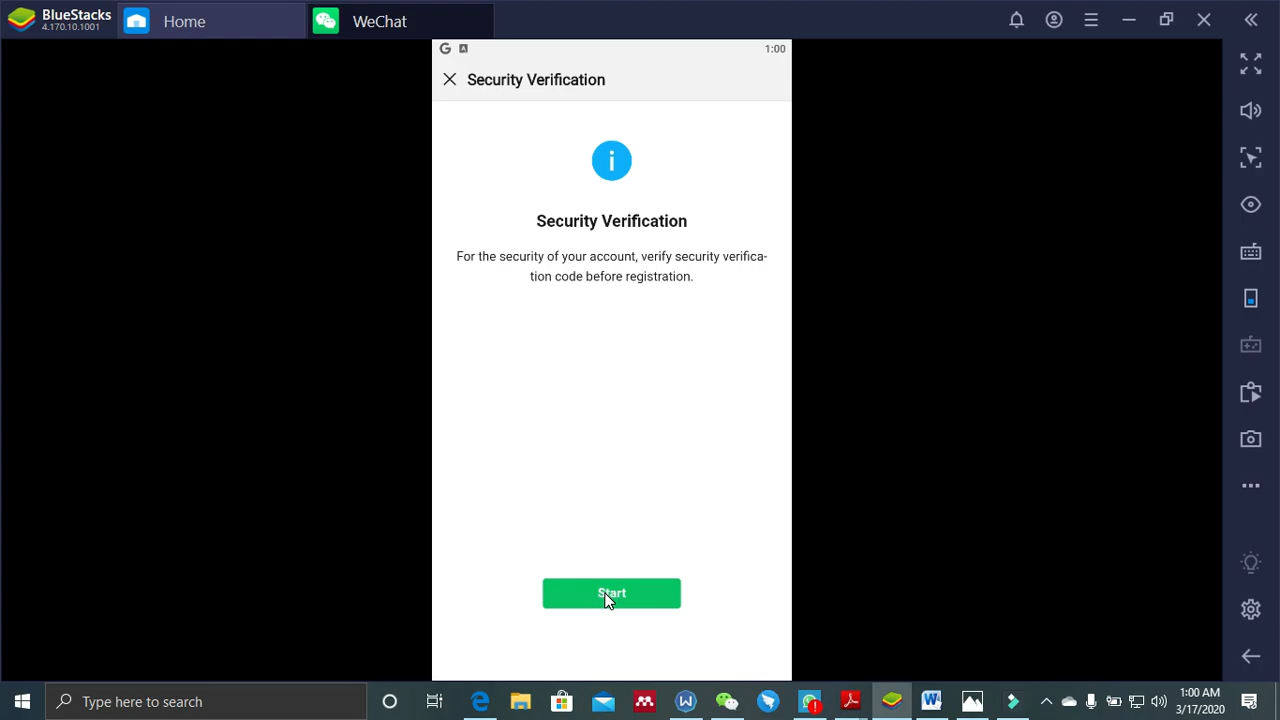 BlueStacks
4.170.10.1001
Home
WeChat
1:00
Security Verification
Security Verification
For the security of your account, verify security verifica-
tion code before registration.
Start
Type here to search
1:00 AM
3/17/2020